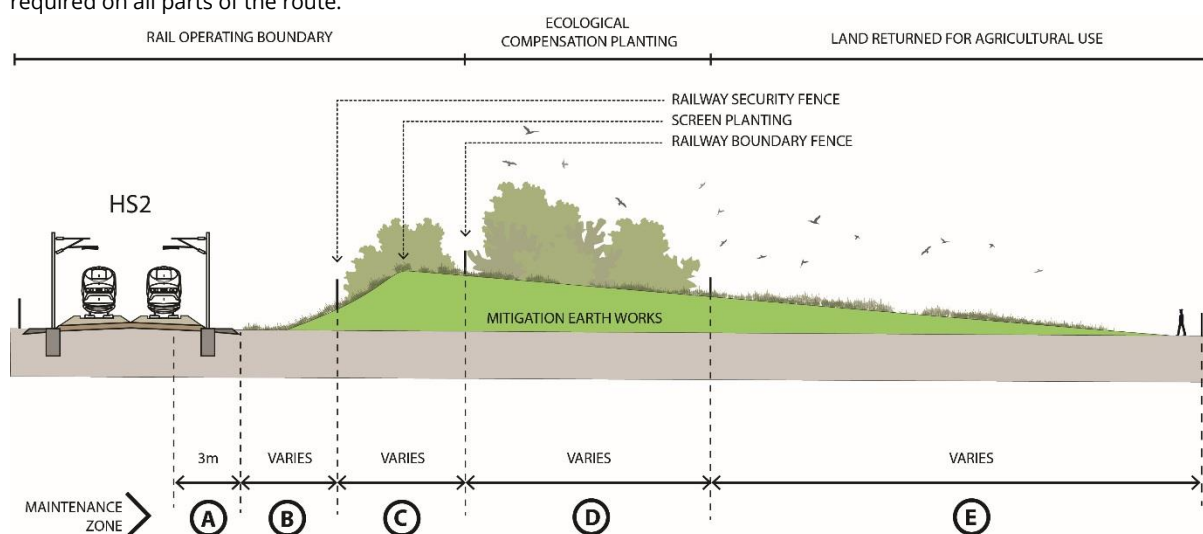 required on all parts of the route.
RAIL OPERATING BOUNDARY
ECOLOGICAL
COMPENSATION PLANTING
LAND RETURNED FOR AGRICULTURAL USE
RAILWAY SECURITY FENCE
SCREEN PLANTING
RAILWAY BOUNDARY FENCE
HS2
MITIGATION EARTH WORKS
3m
VARIES
VARIES
VARIES
VARIES
MAINTENANCE
ZONE
A
B
C
D
E